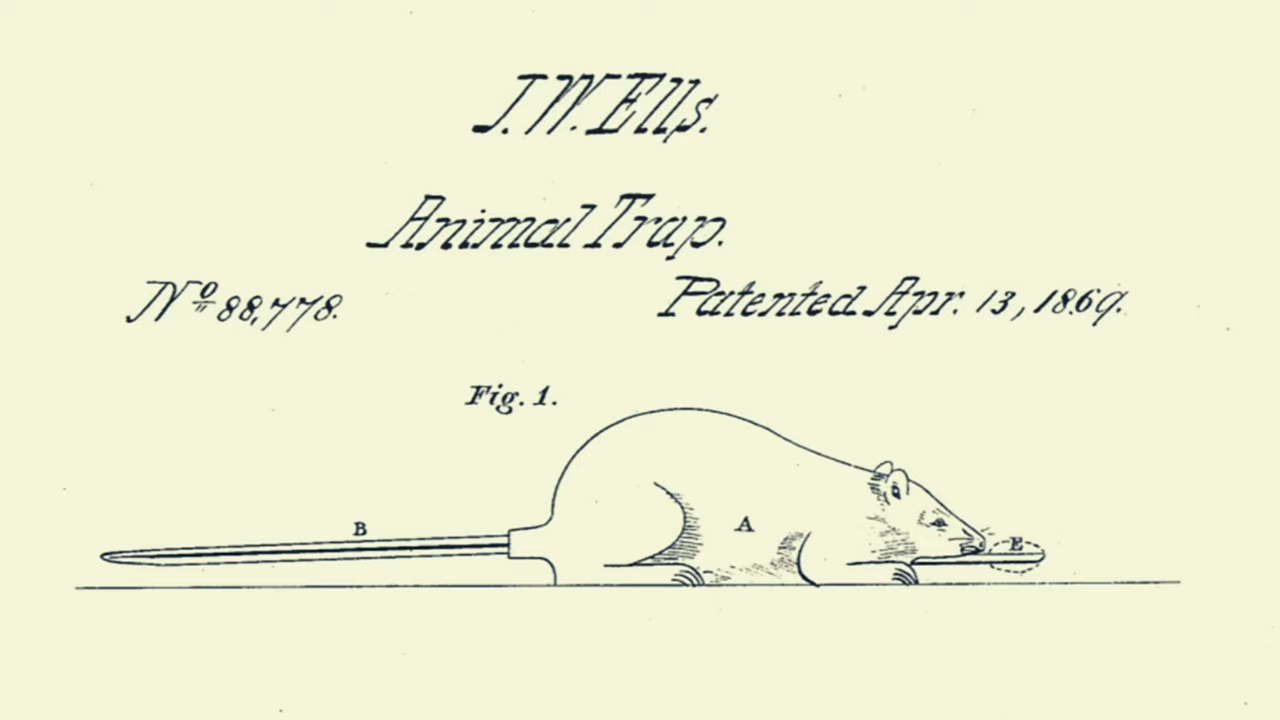 J. W. Ells.
Animal Trap.
Nº 88,778.
Patented Apr. 13, 1869.
Fig. 1.
B
A
E